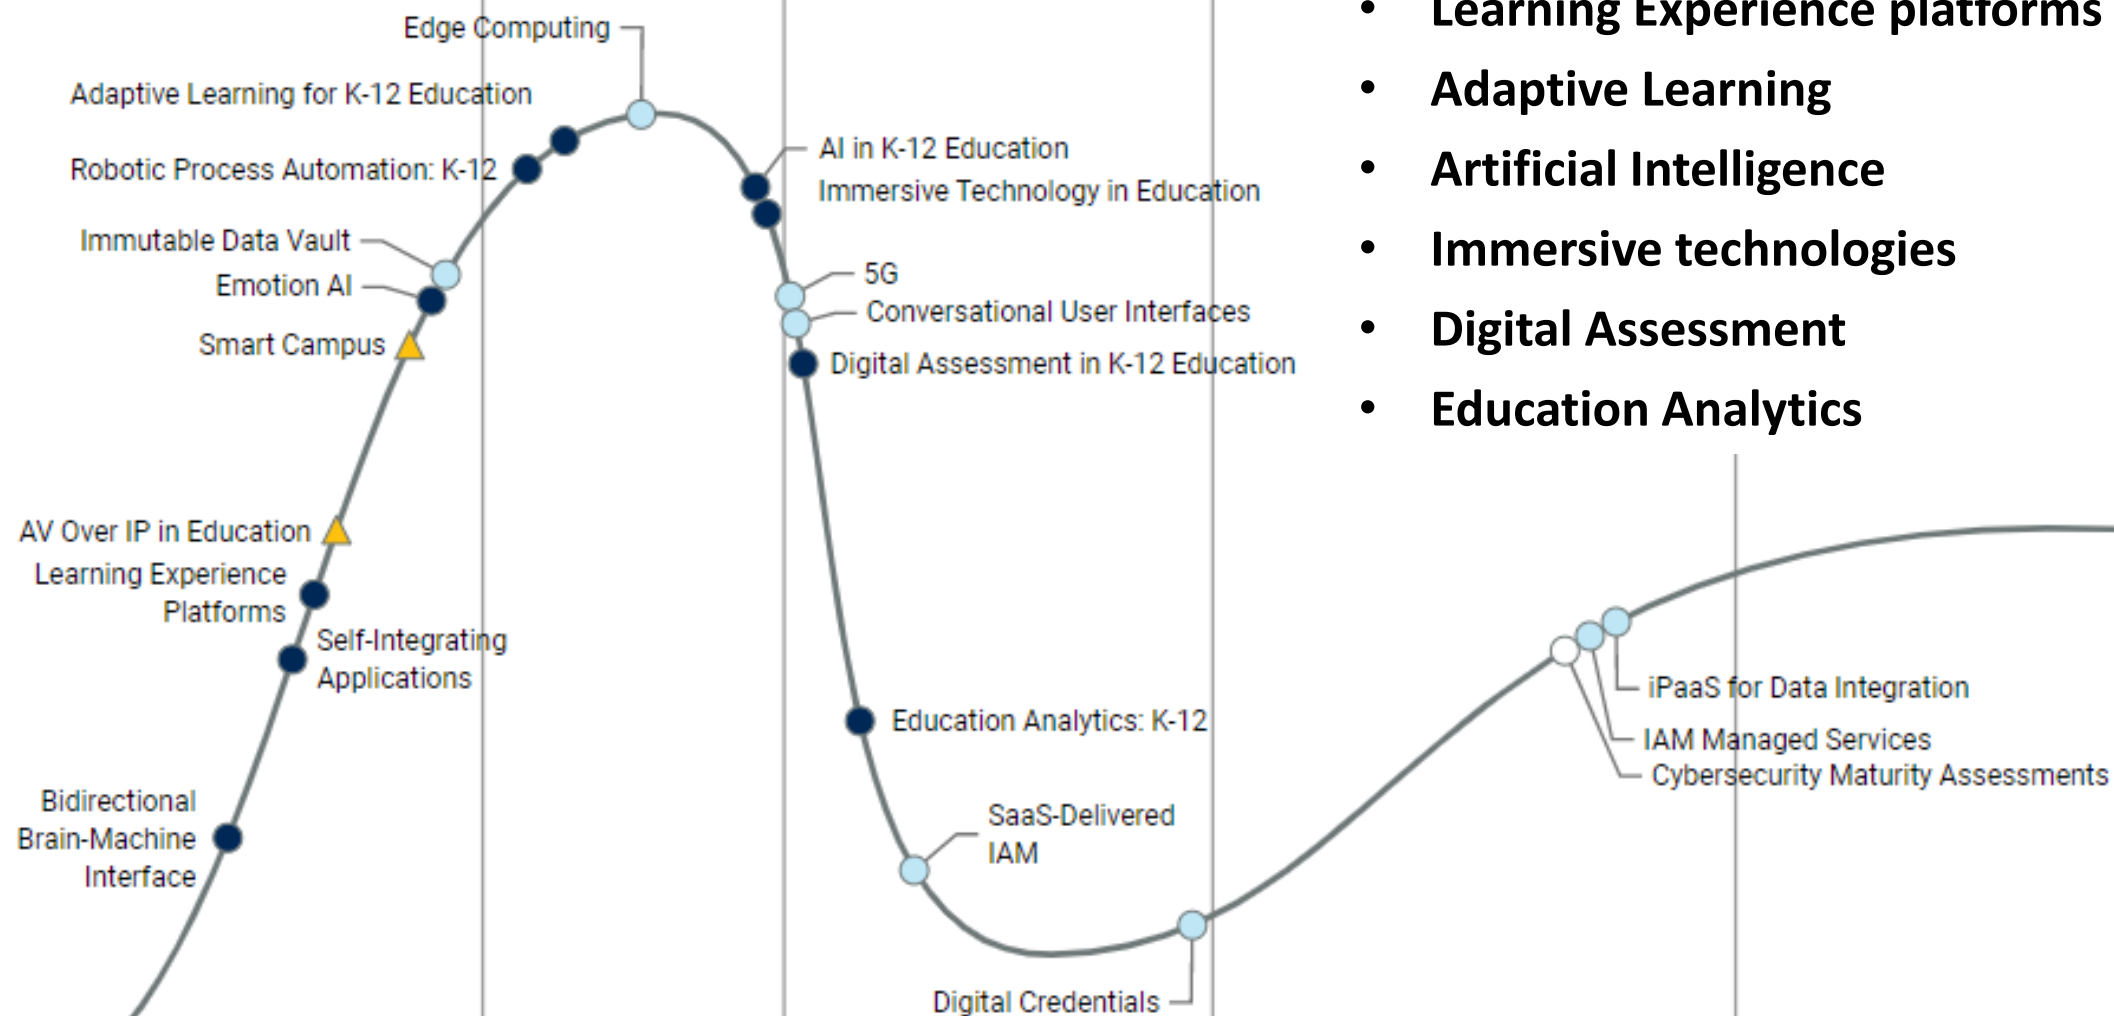 Edge Computing
Adaptive Learning for K-12 Education
Robotic Process Automation: K-12
Immutable Data Vault
Emotion AI
Smart Campus
AV Over IP in Education
Learning Experience
Platforms
Self-Integrating
Applications
Bidirectional
Brain-Machine
Interface
AI in K-12 Education
Immersive Technology in Education
5G
Conversational User Interfaces
Digital Assessment in K-12 Education
Education Analytics: K-12
SaaS-Delivered
IAM
Digital Credentials
• Learning Experience platforms
• Adaptive Learning
• Artificial Intelligence
• Immersive technologies
• Digital Assessment
• Education Analytics
iPaaS for Data Integration
IAM Managed Services
Cybersecurity Maturity Assessments